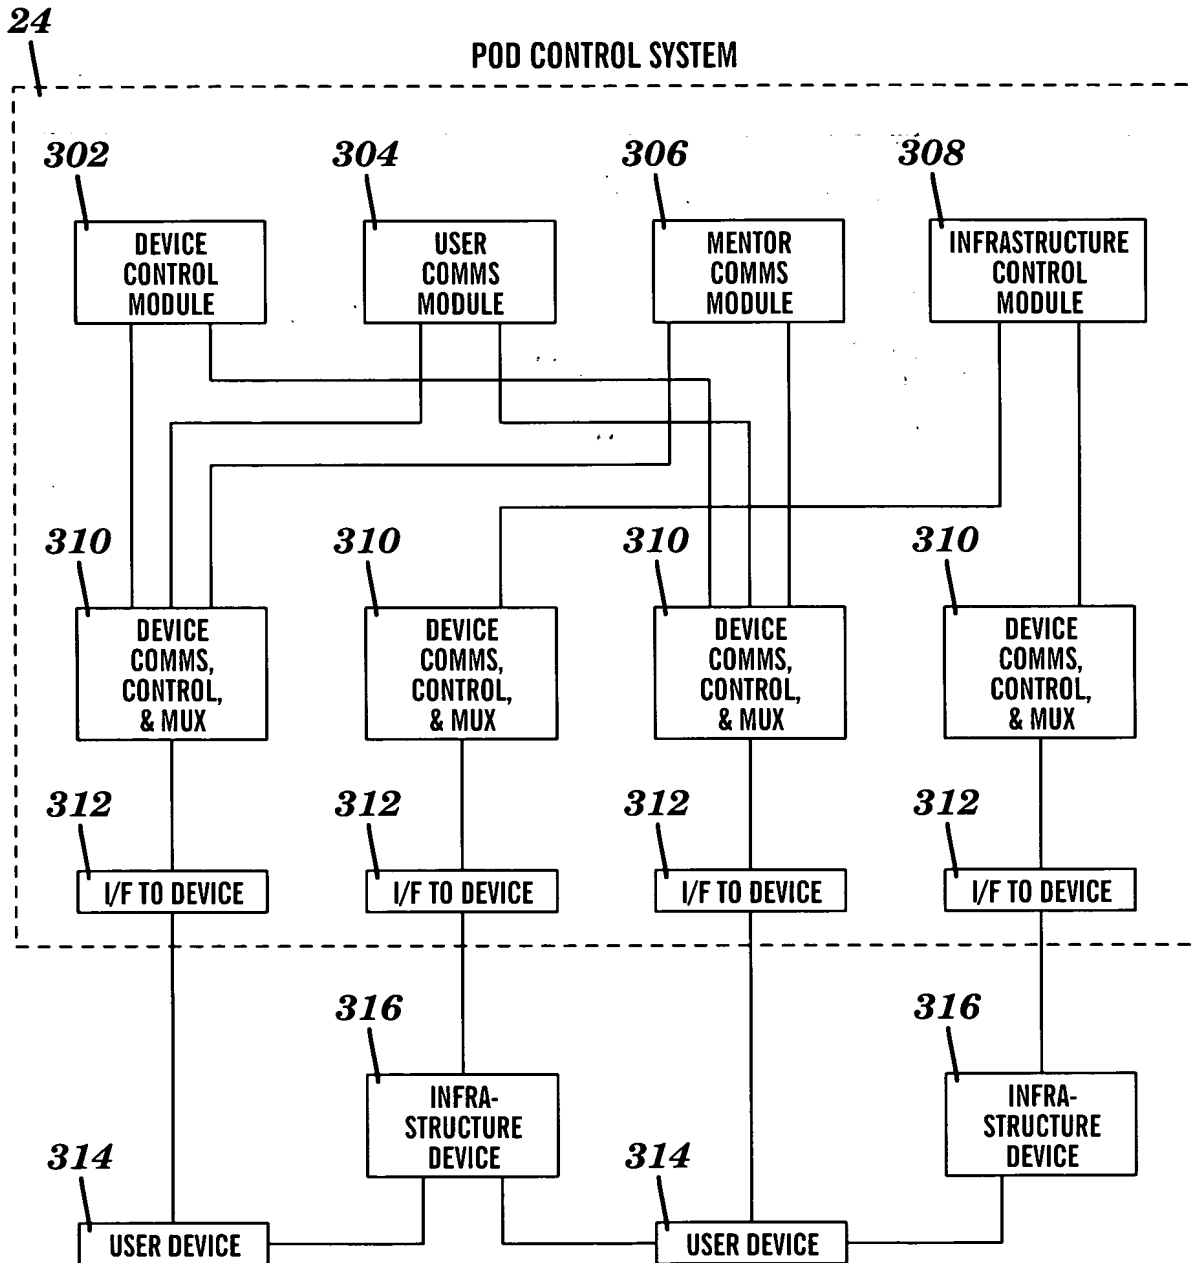 24
POD CONTROL SYSTEM
302
304
306
308
DEVICE
CONTROL
MODULE
USER
COMMS
MODULE
MENTOR
COMMS
MODULE
INFRASTRUCTURE
CONTROL
MODULE
310
310
310
310
DEVICE
COMMS,
CONTROL,
& MUX
DEVICE
COMMS,
CONTROL,
& MUX
DEVICE
COMMS,
CONTROL,
& MUX
DEVICE
COMMS,
CONTROL,
& MUX
312
312
312
312
I/F TO DEVICE
I/F TO DEVICE
I/F TO DEVICE
I/F TO DEVICE
316
316
INFRA-
STRUCTURE
DEVICE
INFRA-
STRUCTURE
DEVICE
314
314
USER DEVICE
USER DEVICE